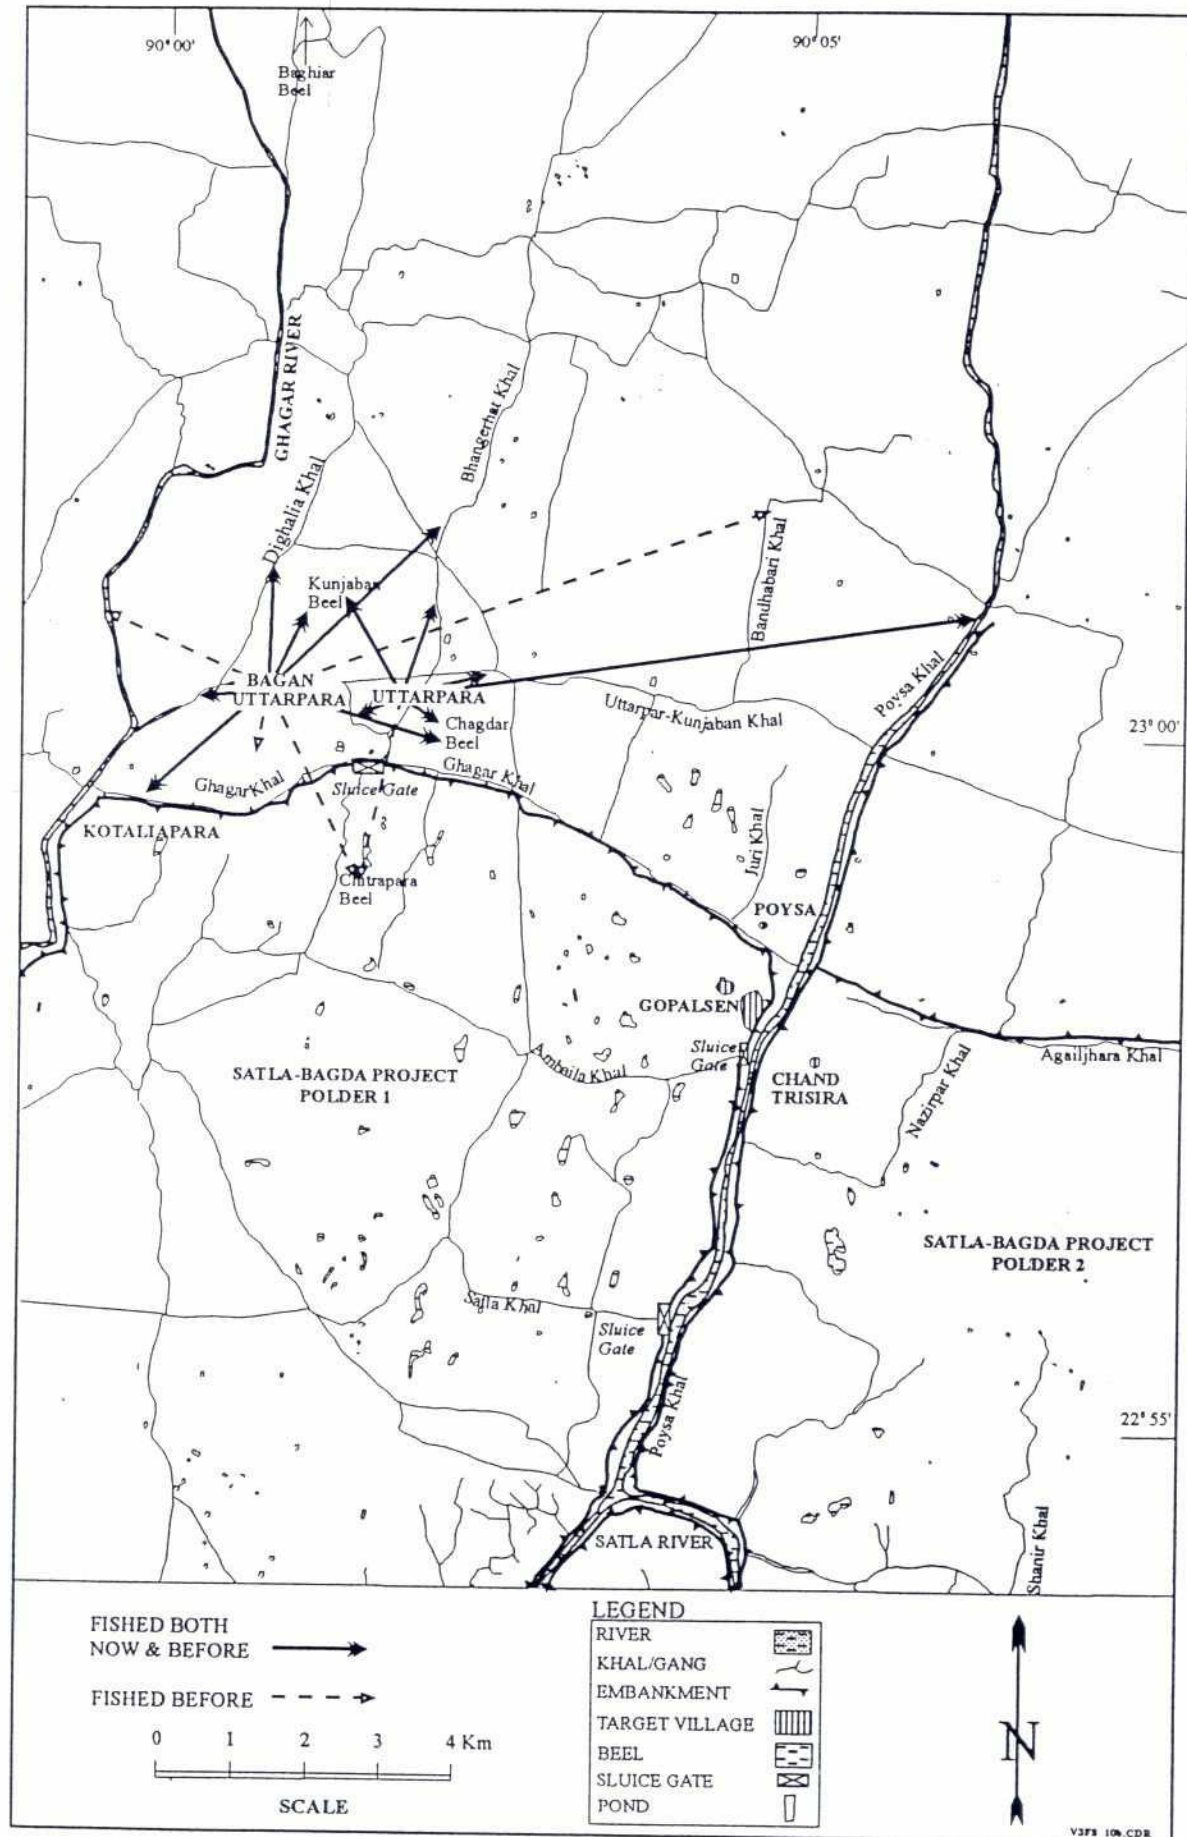 90° 00'
90° 05'
Baghiar
Beel
GHAGAR RIVER
Bhangerhat Khal
Dighalia Khal
Kunjaban
Beel
Bandhabari Khal
BAGAN
UTTARPARA
UTTARPARA
Poysa Khal
Uttarpar-Kunjaban Khal
Chagdar
Beel
23° 00'
Ghagar Khal
Ghagar Khal
Sluice Gate
KOTALIAPARA
Juri Khal
Chitrapara
Beel
POYSA
GOPALSEN
Sluice
Gate
Ambaila Khal
Agailjhara Khal
SATLA-BAGDA PROJECT
POLDER 1
CHAND
TRISIRA
Nazirpar Khal
SATLA-BAGDA PROJECT
POLDER 2
Satla Khal
Sluice
Gate
Poysa Khal
22° 55'
SATLA RIVER
Shanir Khal
FISHED BOTH
NOW & BEFORE
FISHED BEFORE
0 1 2 3 4 Km
SCALE
LEGEND
RIVER
KHAL/GANG
EMBANKMENT
TARGET VILLAGE
BEEL
SLUICE GATE
POND
N